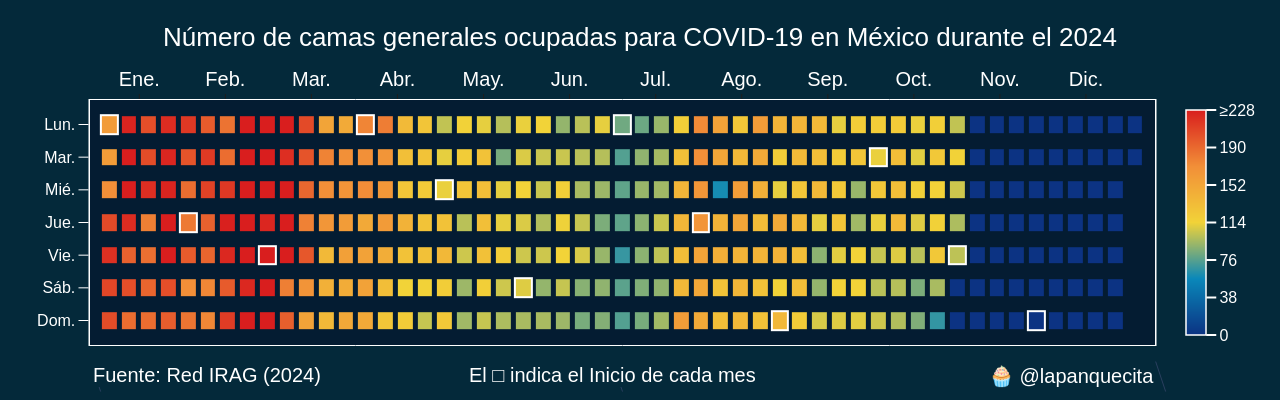 Número de camas generales ocupadas para COVID-19 en México durante el 2024
Ene. Feb. Mar. Abr. May. Jun. Jul. Ago. Sep. Oct. Nov. Dic.
Lun.
Mar.
Mié.
Jue.
Vie.
Sáb.
Dom.
≥228
190
152
114
76
38
0
Fuente: Red IRAG (2024)
El □ indica el Inicio de cada mes
🧁 @lapanquecita